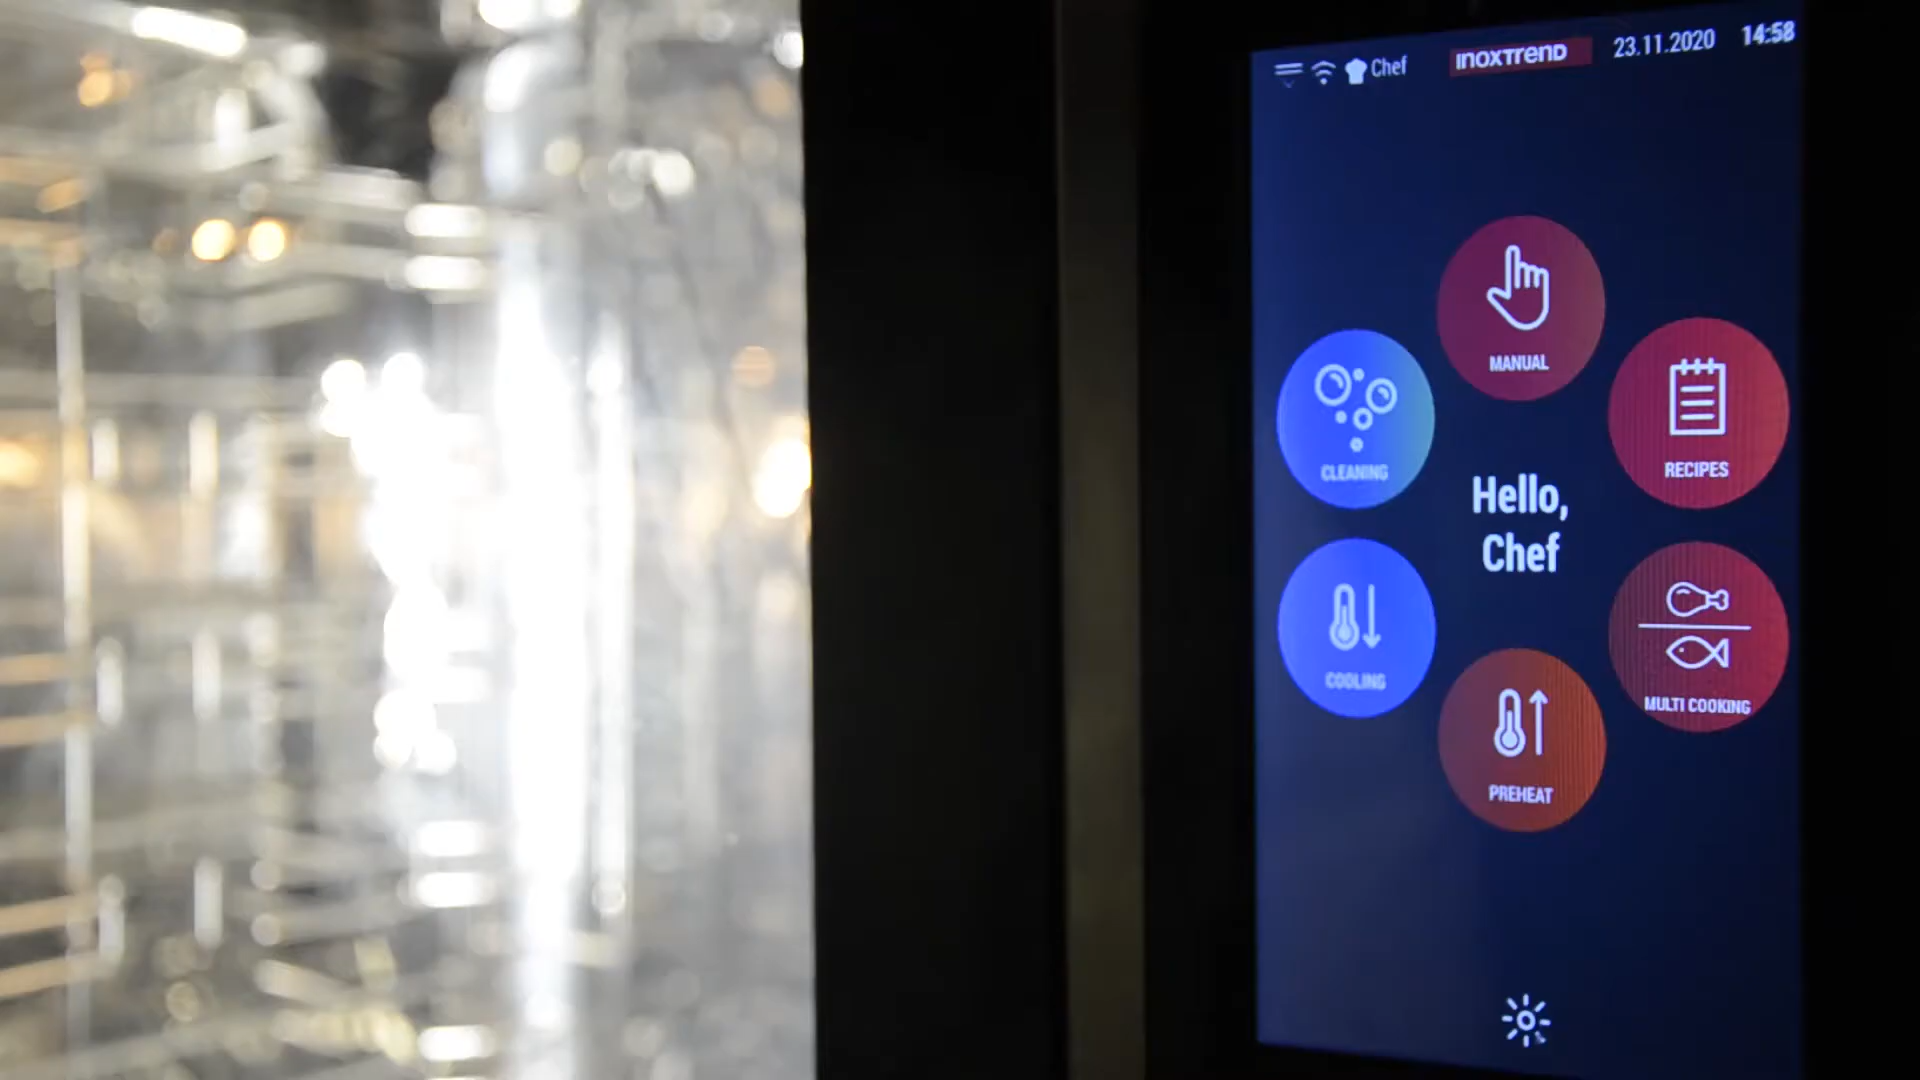 Chef INOXTREND 23.11.2020 14:58
MANUAL
CLEANING
RECIPES
Hello,
Chef
COOLING
MULTI COOKING
PREHEAT